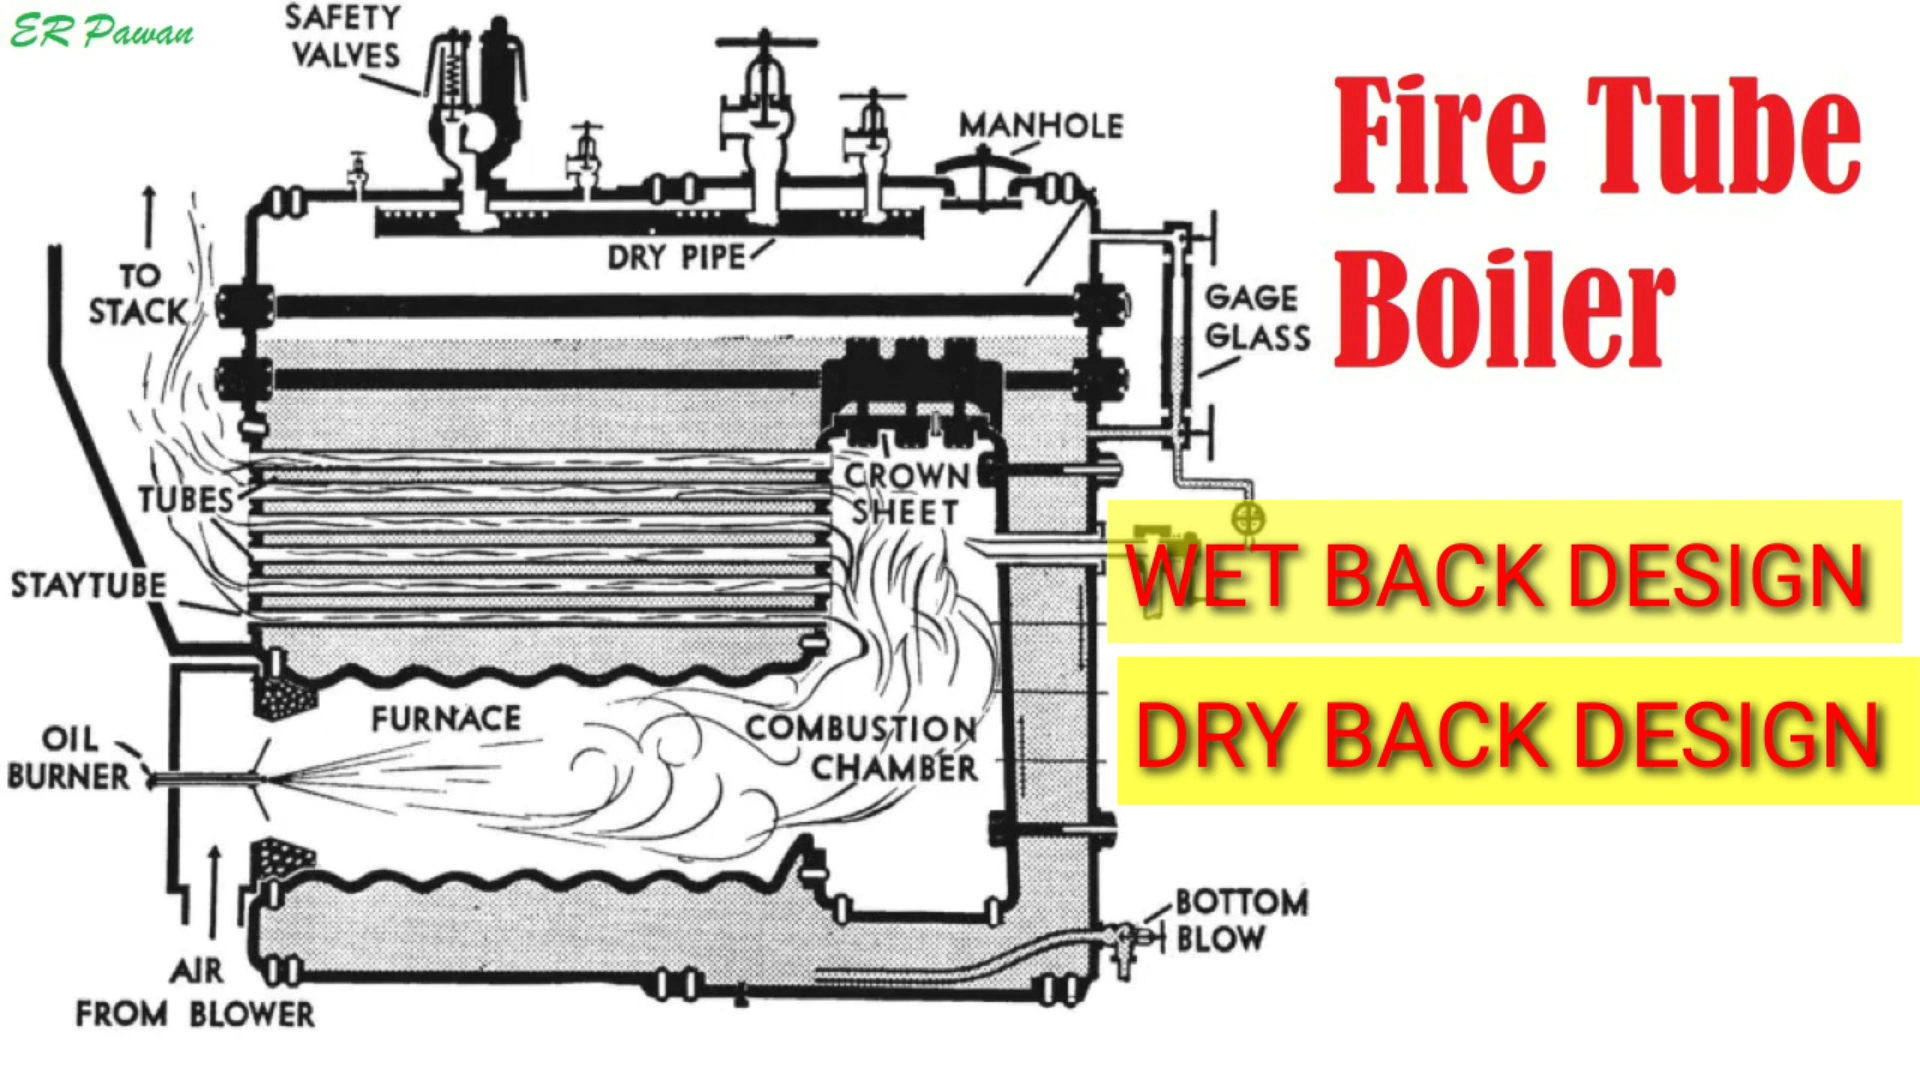 ER Pawan
SAFETY
VALVES
MANHOLE
Fire Tube
Boiler
DRY PIPE
TO
STACK
GAGE
GLASS
TUBES
CROWN
SHEET
STAYTUBE
WET BACK DESIGN
DRY BACK DESIGN
FURNACE
COMBUSTION
CHAMBER
OIL
BURNER
BOTTOM
BLOW
AIR
FROM BLOWER